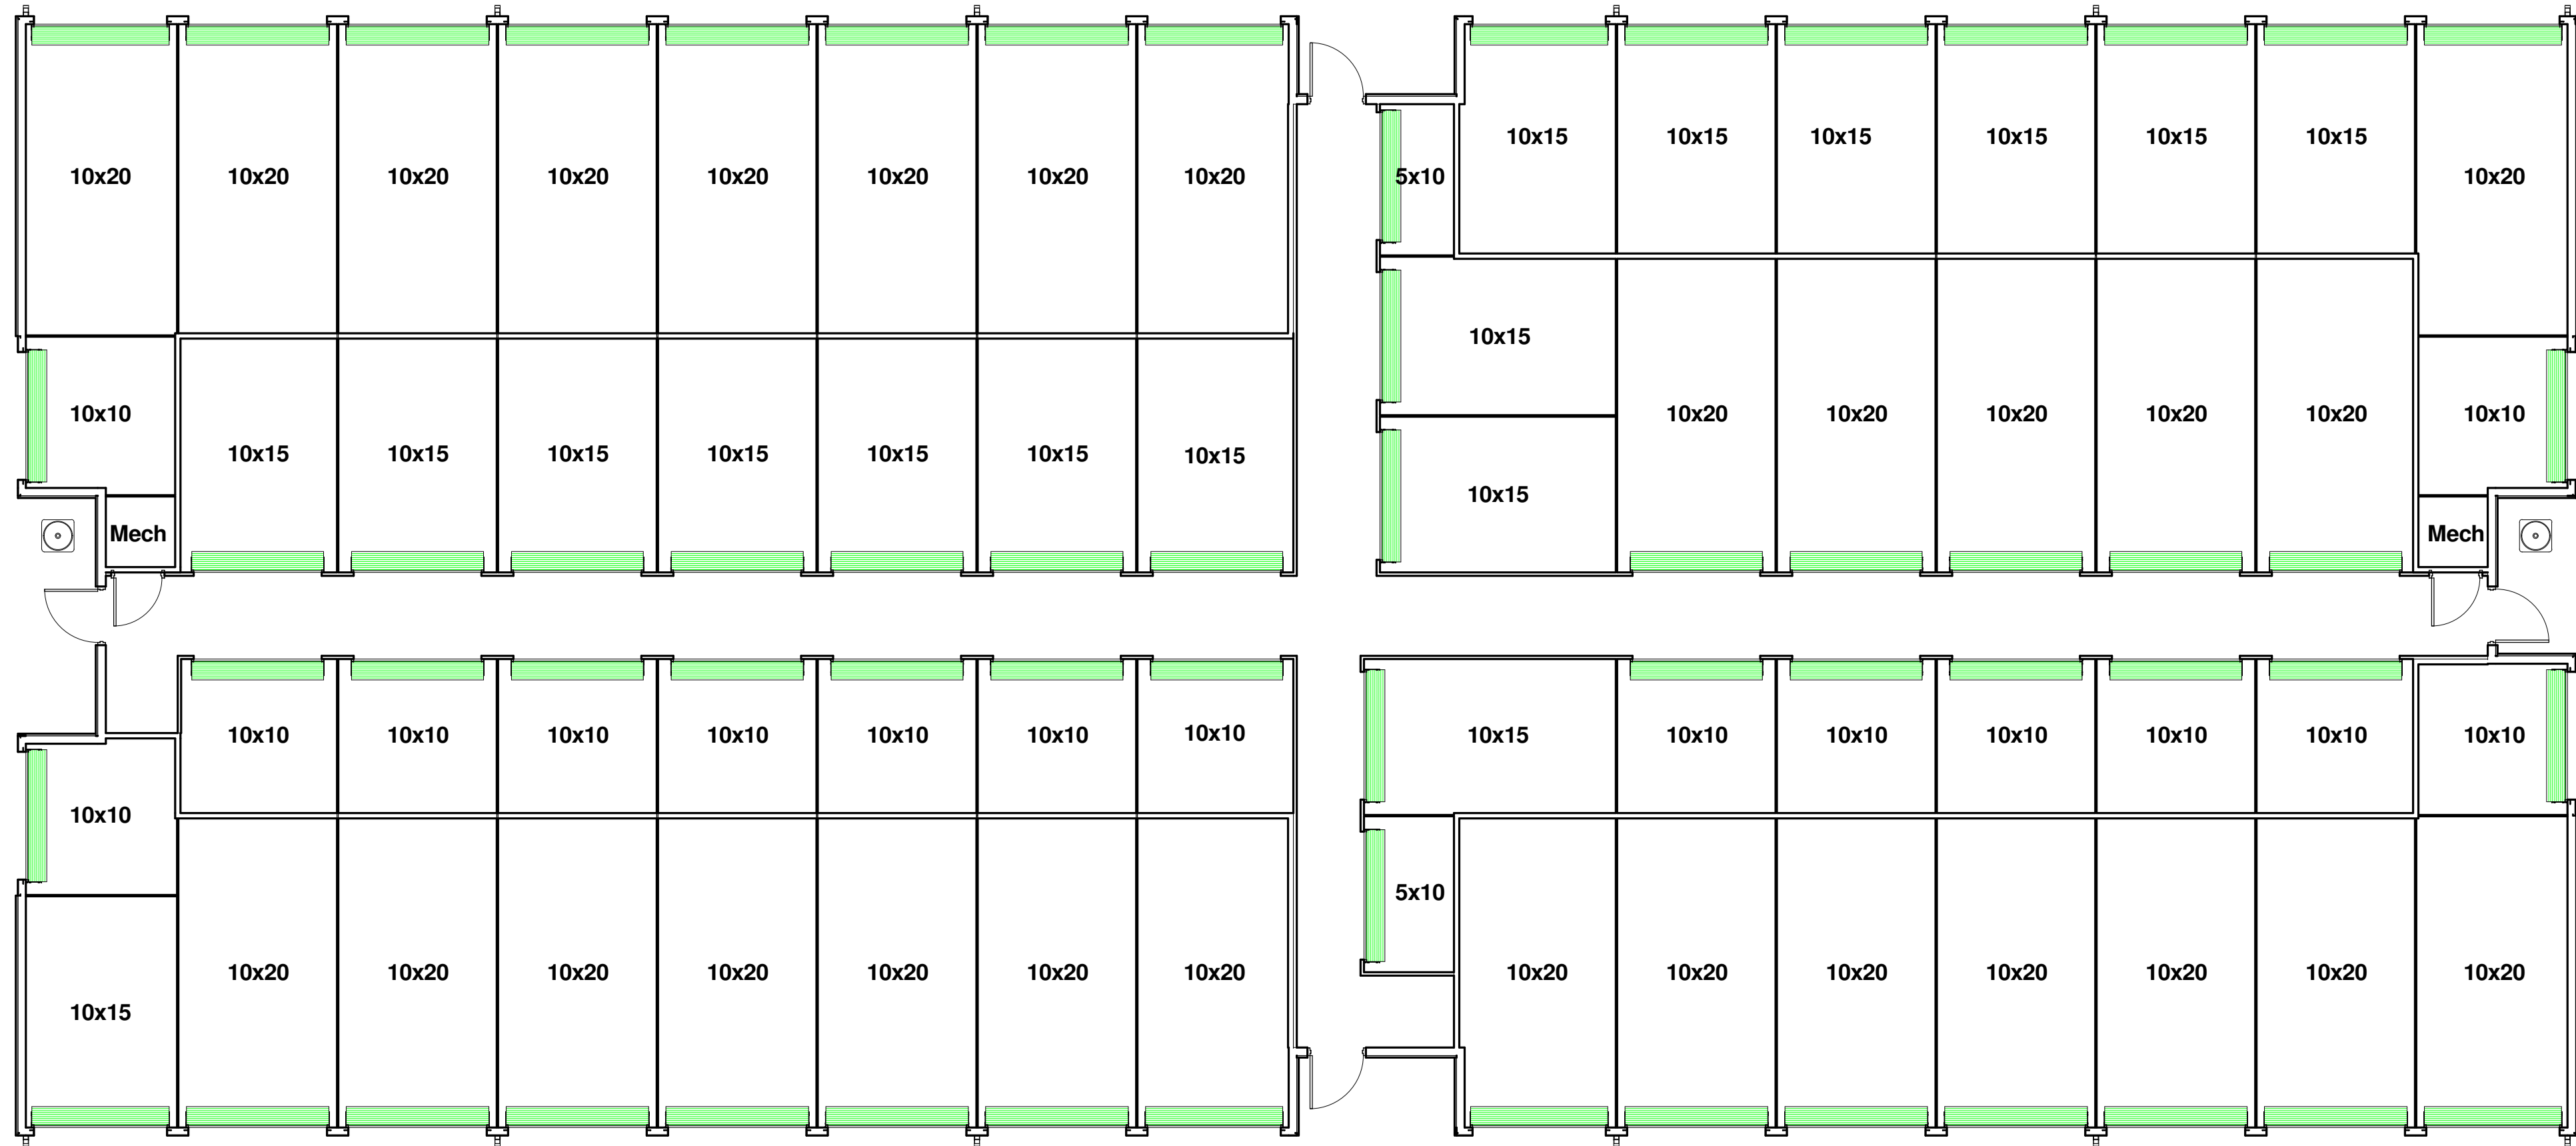 10x15 10x15 10x15 10x15 10x15 10x15
10x20 10x20 10x20 10x20 10x20 10x20 10x20 10x20 5x10 10x20
10x15
10x10 10x20 10x20 10x20 10x20 10x20 10x10
10x15 10x15 10x15 10x15 10x15 10x15 10x15
10x15
Mech Mech
10x10 10x10 10x10 10x10 10x10 10x10 10x10 10x15 10x10 10x10 10x10 10x10 10x10 10x10
10x10
5x10
10x20 10x20 10x20 10x20 10x20 10x20 10x20 10x20 10x20 10x20 10x20 10x20 10x20 10x20
10x15